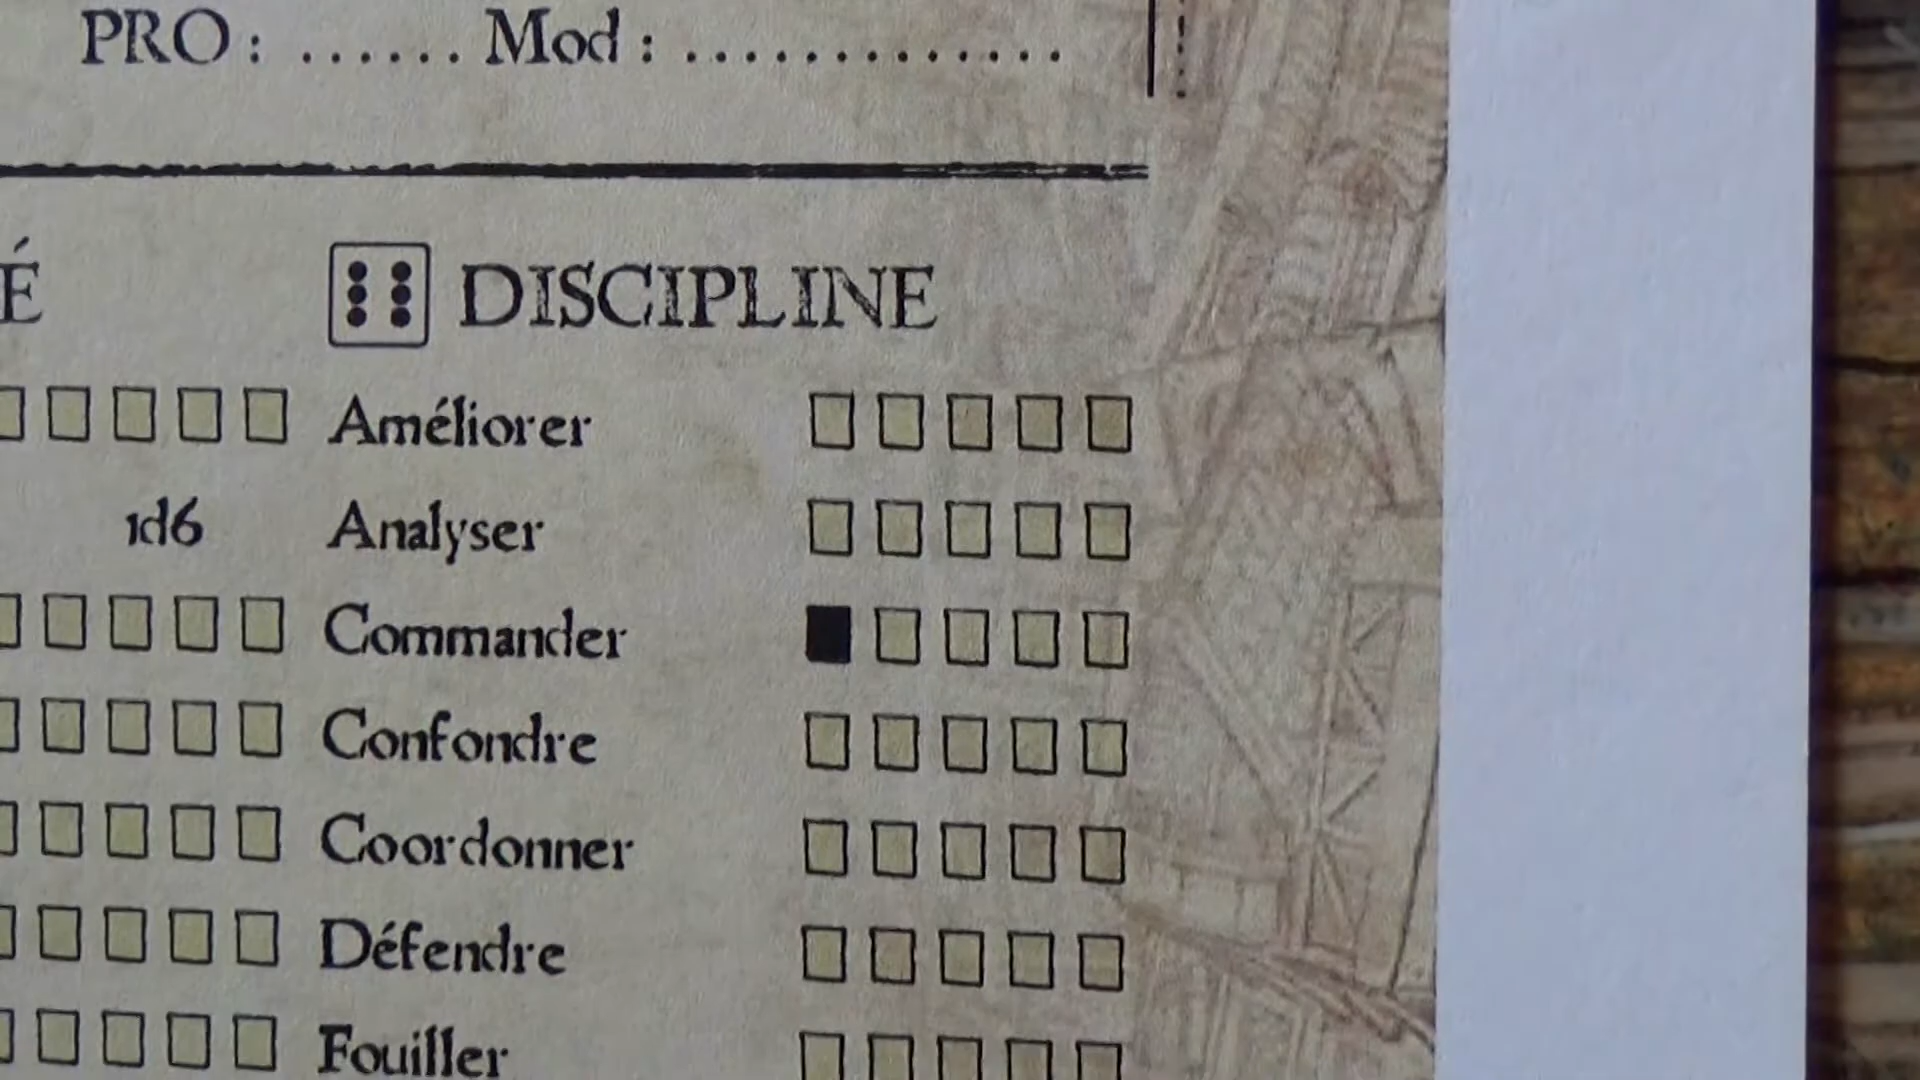 PRO : ...... Mod : ..............
É DISCIPLINE
Améliorer
1d6 Analyser
Commander
Confondre
Coordonner
Défendre
Fouiller